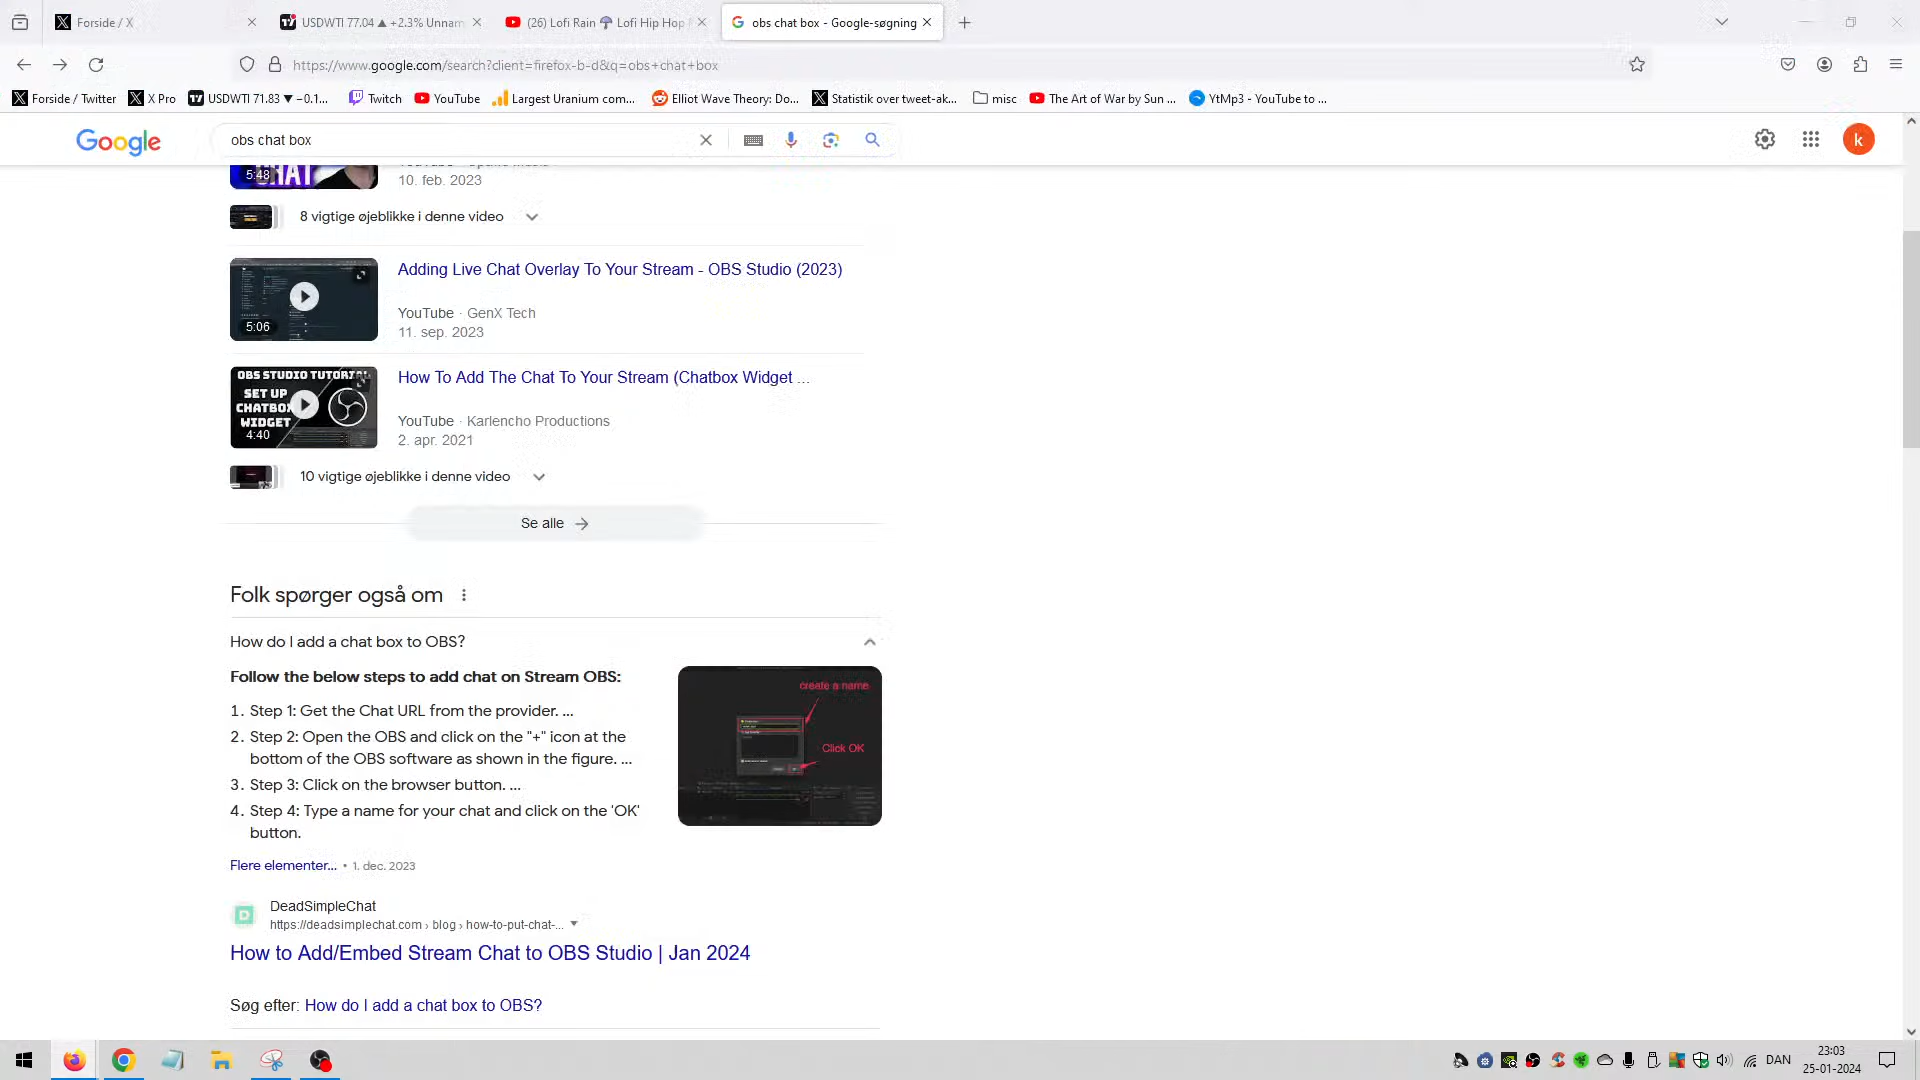 Forside / X
USDWTI 77.04 ▲ +2.3% Unnam
(26) Lofi Rain ☂ Lofi Hip Hop
obs chat box - Google-søgning
https://www.google.com/search?client=firefox-b-d&q=obs+chat+box
Forside / Twitter
X Pro
USDWTI 71.83 ▼ −0.1...
Twitch
YouTube
Largest Uranium com...
Elliot Wave Theory: Do...
Statistik over tweet-ak...
misc
The Art of War by Sun ...
YtMp3 - YouTube to ...
Google
obs chat box
k
CHAT
5:48
10. feb. 2023
8 vigtige øjeblikke i denne video
Adding Live Chat Overlay To Your Stream - OBS Studio (2023)
YouTube · GenX Tech
11. sep. 2023
5:06
OBS STUDIO TUTORIAL
SET UP
CHATBOX
WIDGET
4:40
How To Add The Chat To Your Stream (Chatbox Widget ...
YouTube · Karlencho Productions
2. apr. 2021
10 vigtige øjeblikke i denne video
Se alle
Folk spørger også om
How do I add a chat box to OBS?
Follow the below steps to add chat on Stream OBS:
1. Step 1: Get the Chat URL from the provider. ...
2. Step 2: Open the OBS and click on the "+" icon at the
bottom of the OBS software as shown in the figure. ...
3. Step 3: Click on the browser button. ...
4. Step 4: Type a name for your chat and click on the 'OK'
button.
create a name
Click OK
Flere elementer... • 1. dec. 2023
D
DeadSimpleChat
https://deadsimplechat.com › blog › how-to-put-chat-...
How to Add/Embed Stream Chat to OBS Studio | Jan 2024
Søg efter: How do I add a chat box to OBS?
DAN
23:03
25-01-2024